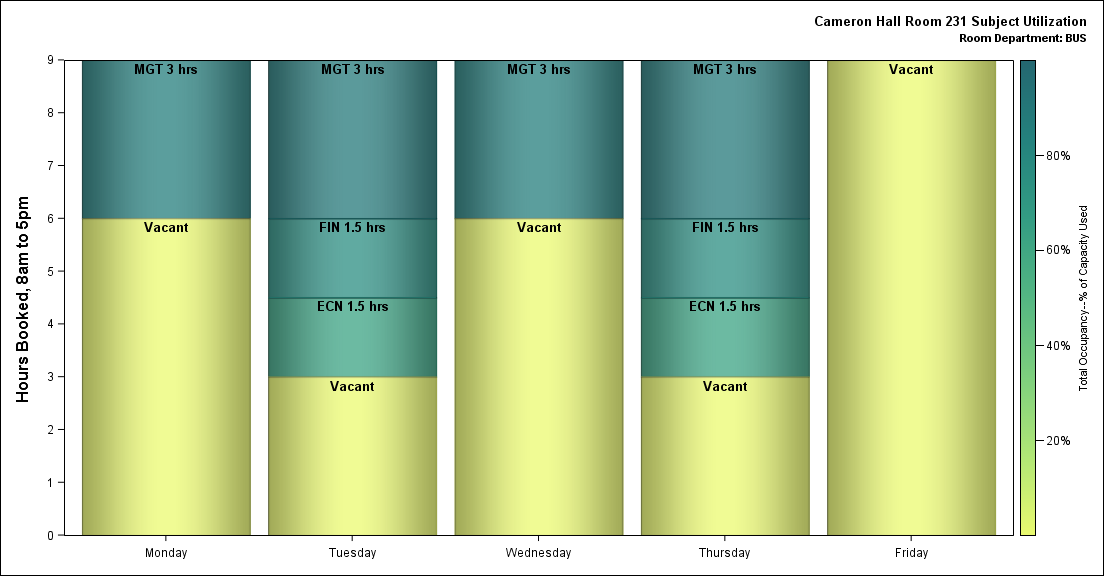 Cameron Hall Room 231 Subject Utilization
Room Department: BUS
Hours Booked, 8am to 5pm
9
8
7
6
5
4
3
2
1
0
MGT 3 hrs
Vacant
MGT 3 hrs
FIN 1.5 hrs
ECN 1.5 hrs
Vacant
MGT 3 hrs
Vacant
MGT 3 hrs
FIN 1.5 hrs
ECN 1.5 hrs
Vacant
Vacant
Monday
Tuesday
Wednesday
Thursday
Friday
80%
60%
40%
20%
Total Occupancy--% of Capacity Used